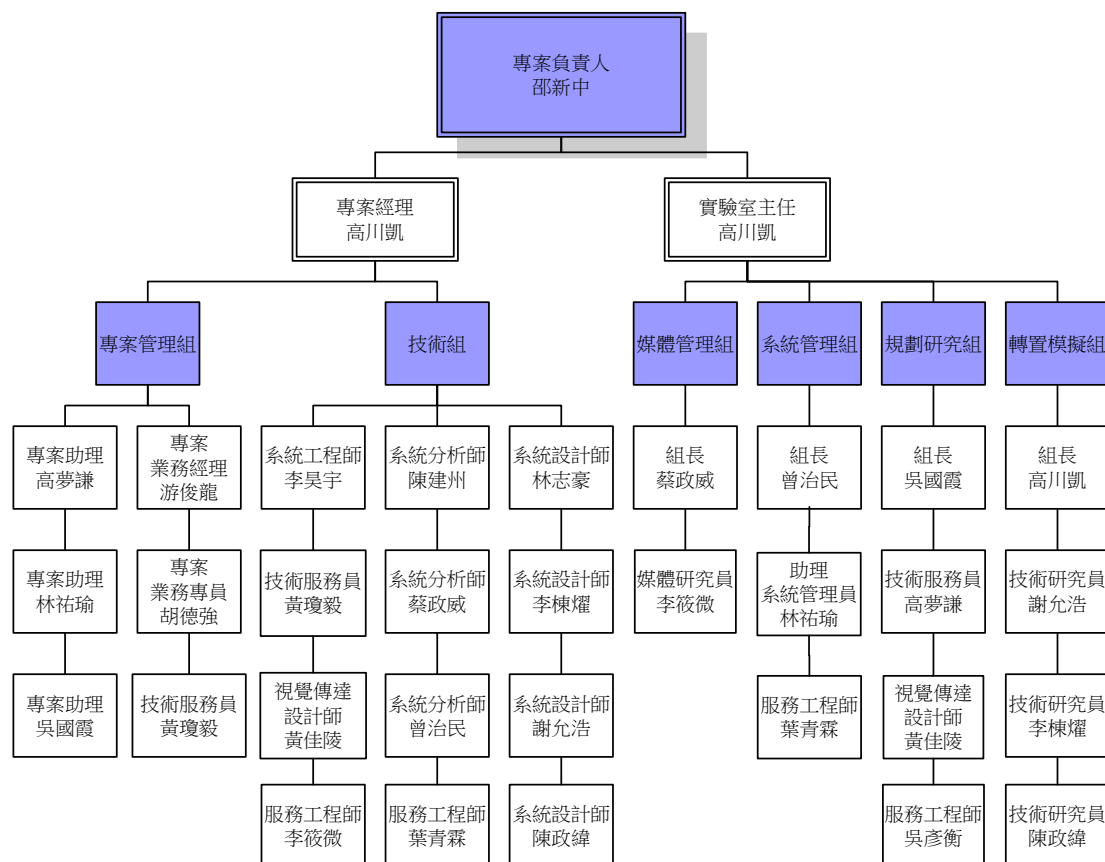 專案負責人
邵新中
專案經理
高川凱
實驗室主任
高川凱
專案管理組
技術組
媒體管理組
系統管理組
規劃研究組
轉置模擬組
專案助理
高夢謙
專案
業務經理
游俊龍
系統工程師
李昊宇
系統分析師
陳建州
系統設計師
林志豪
組長
蔡政威
組長
曾治民
組長
吳國霞
組長
高川凱
專案助理
林祐瑜
專案
業務專員
胡德強
技術服務員
黃瓊毅
系統分析師
蔡政威
系統設計師
李棟燿
媒體研究員
李筱微
助理
系統管理員
林祐瑜
技術服務員
高夢謙
技術研究員
謝允浩
專案助理
吳國霞
技術服務員
黃瓊毅
視覺傳達
設計師
黃佳陵
系統分析師
曾治民
系統設計師
謝允浩
服務工程師
葉青霖
視覺傳達
設計師
黃佳陵
技術研究員
李棟燿
服務工程師
李筱微
服務工程師
葉青霖
系統設計師
陳政緯
服務工程師
吳彥衡
技術研究員
陳政緯